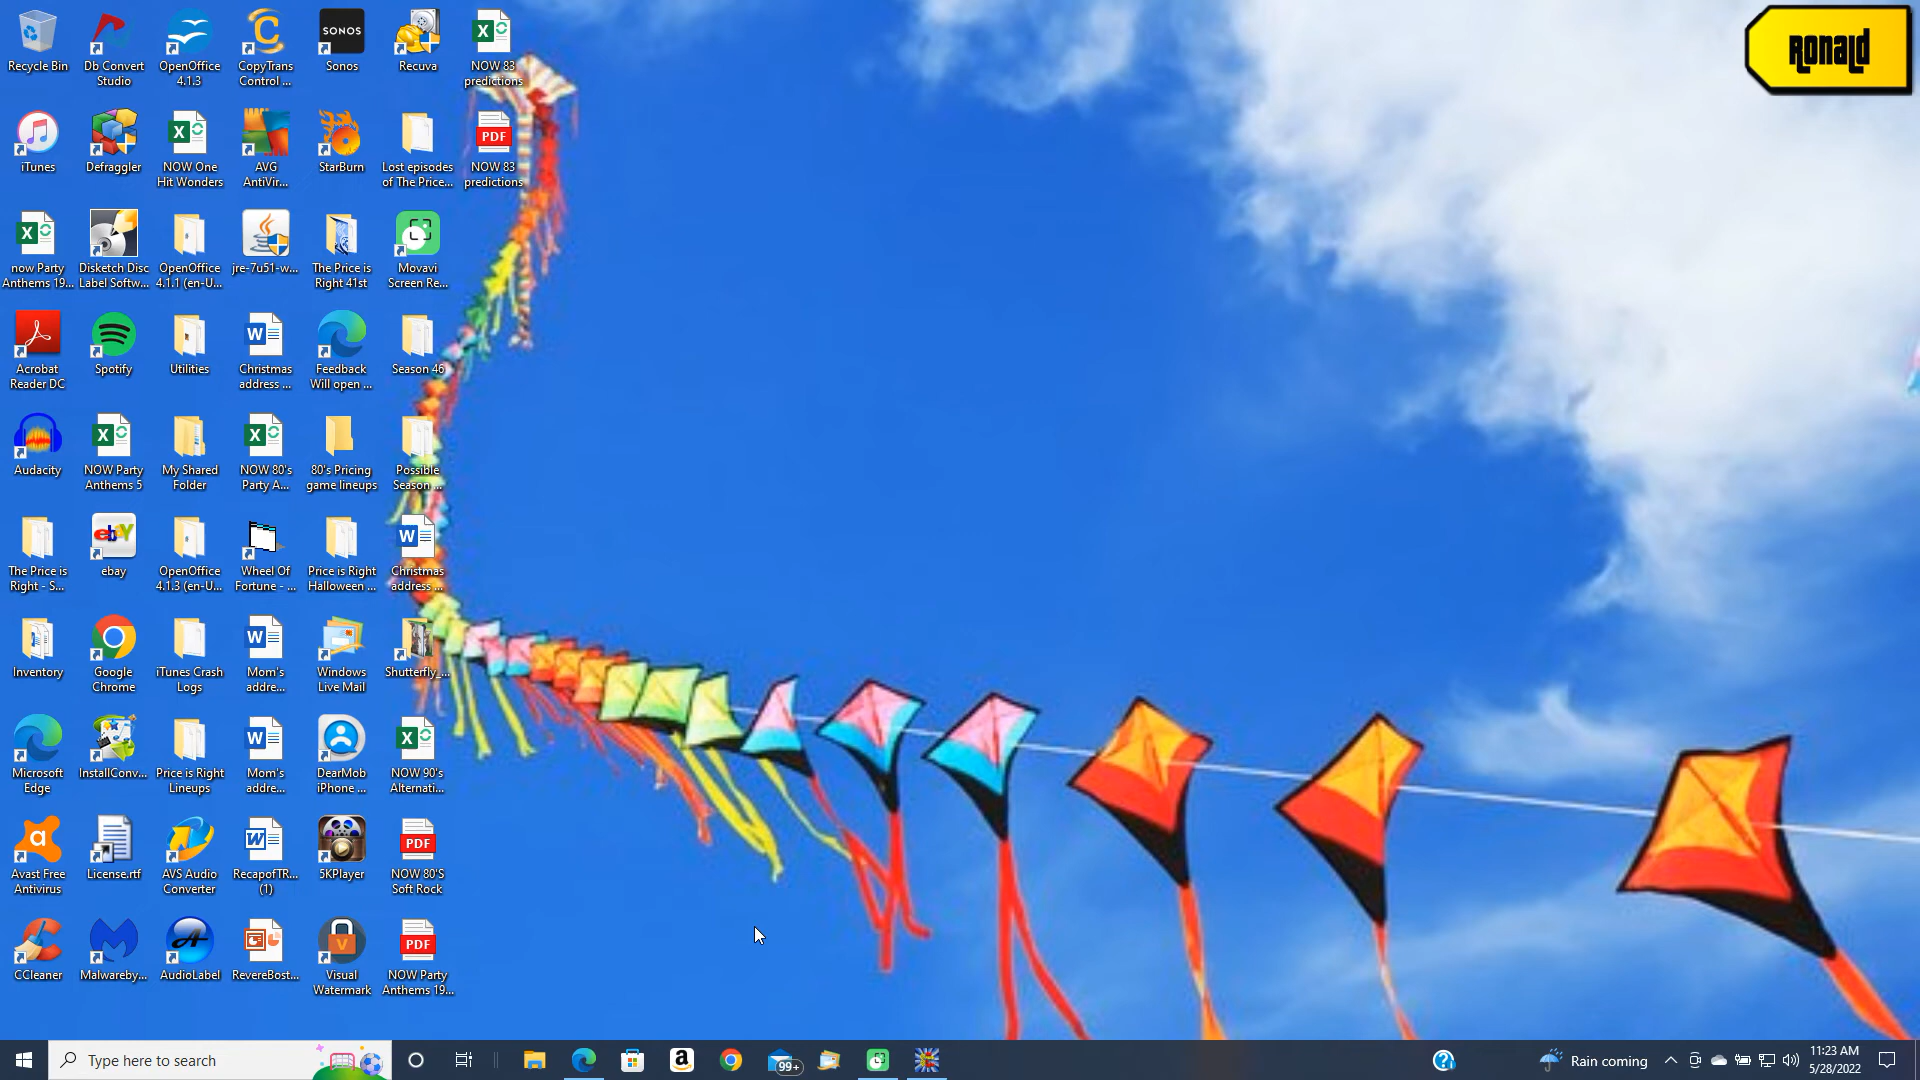 Recycle Bin
Db Convert
Studio
OpenOffice
4.1.3
CopyTrans
Control ...
SONOS
Sonos
Recuva
NOW 83
predictions
Ronald
iTunes
Defraggler
NOW One
Hit Wonders
AVG
AntiVir...
StarBurn
Lost episodes
of The Price...
PDF
NOW 83
predictions
now Party
Anthems 19...
Disketch Disc
Label Softw...
OpenOffice
4.1.1 (en-U...
jre-7u51-w...
The Price is
Right 41st
Movavi
Screen Re...
Acrobat
Reader DC
Spotify
Utilities
Christmas
address ...
Feedback
Will open ...
Season 46
Audacity
NOW Party
Anthems 5
My Shared
Folder
NOW 80's
Party A...
80's Pricing
game lineups
Possible
Season ...
The Price is
Right - S...
ebay
ebay
OpenOffice
4.1.3 (en-U...
Wheel Of
Fortune - ...
Price is Right
Halloween ...
Christmas
address ...
Inventory
Google
Chrome
iTunes Crash
Logs
Mom's
addre...
Windows
Live Mail
Shutterfly_...
Microsoft
Edge
InstallConv...
Price is Right
Lineups
Mom's
addre...
DearMob
iPhone ...
NOW 90's
Alternati...
Avast Free
Antivirus
License.rtf
AVS Audio
Converter
RecapofTR...
(1)
5KPlayer
PDF
NOW 80'S
Soft Rock
CCleaner
Malwareby...
AudioLabel
RevereBost...
Visual
Watermark
PDF
NOW Party
Anthems 19...
Type here to search
99+
Rain coming
11:23 AM
5/28/2022